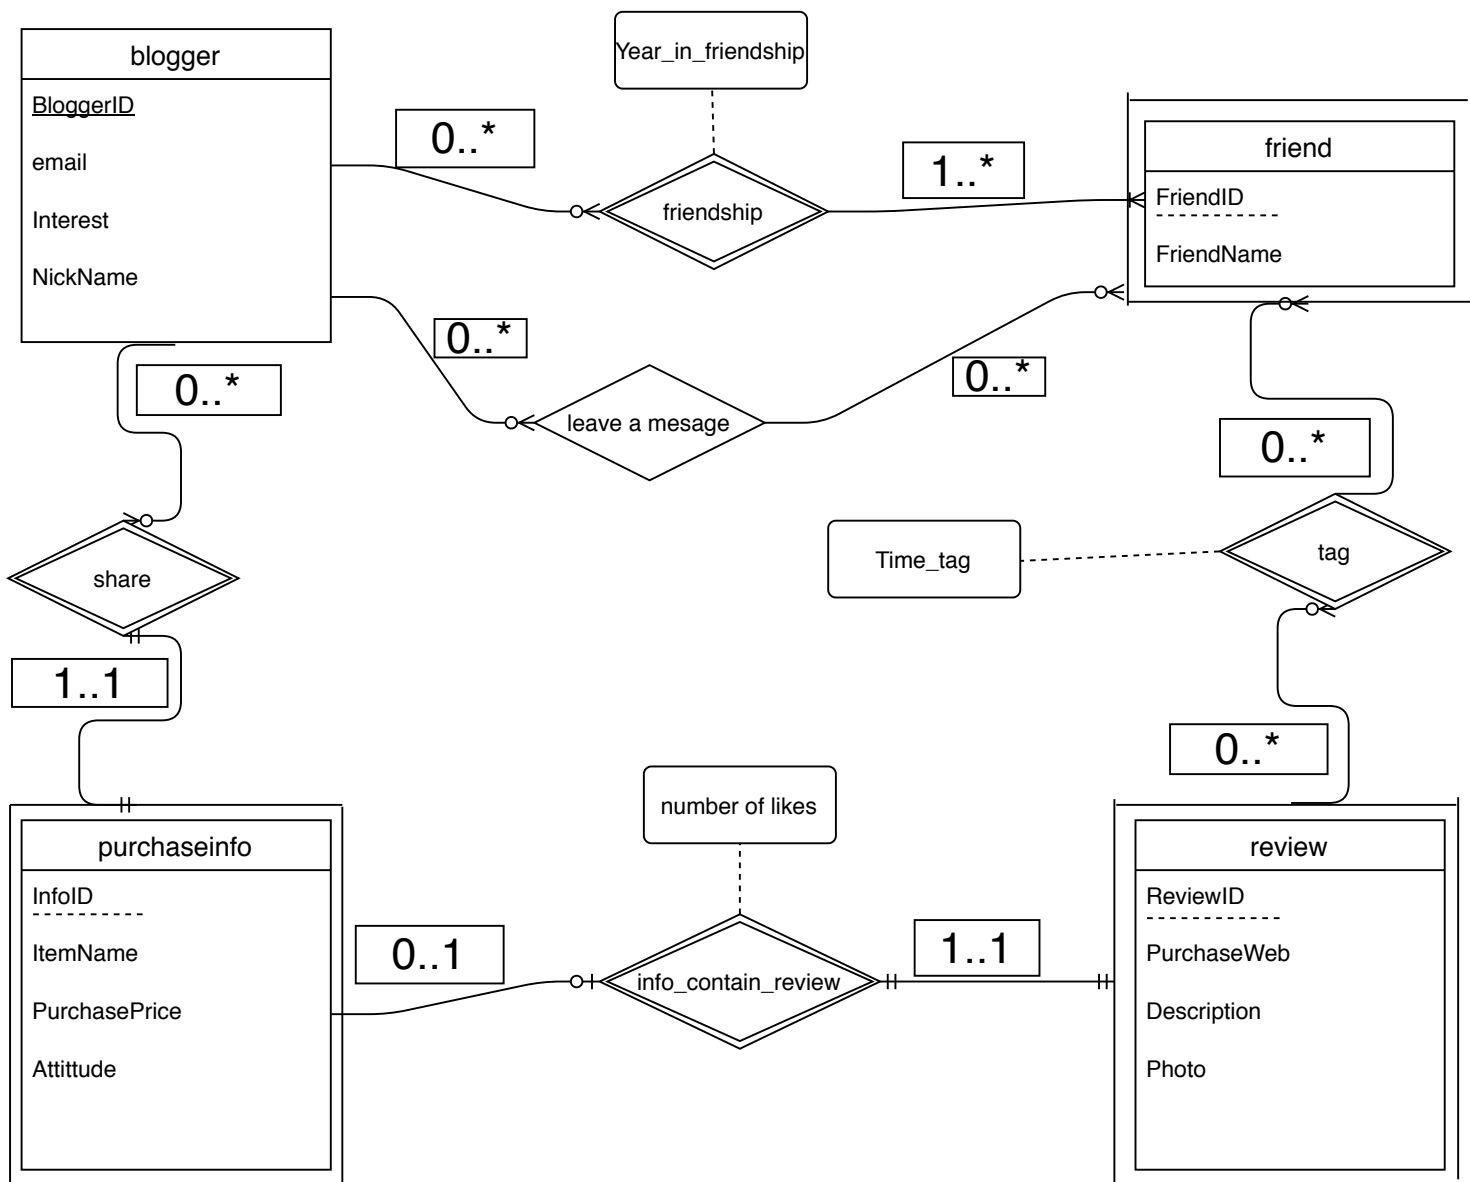 blogger
BloggerID
email
Interest
NickName
Year_in_friendship
0..*
friendship
1..*
friend
FriendID
FriendName
0..*
leave a mesage
0..*
0..*
share
1..1
0..*
Time_tag
tag
0..*
purchaseinfo
InfoID
ItemName
PurchasePrice
Attittude
number of likes
0..1
info_contain_review
1..1
review
ReviewID
PurchaseWeb
Description
Photo